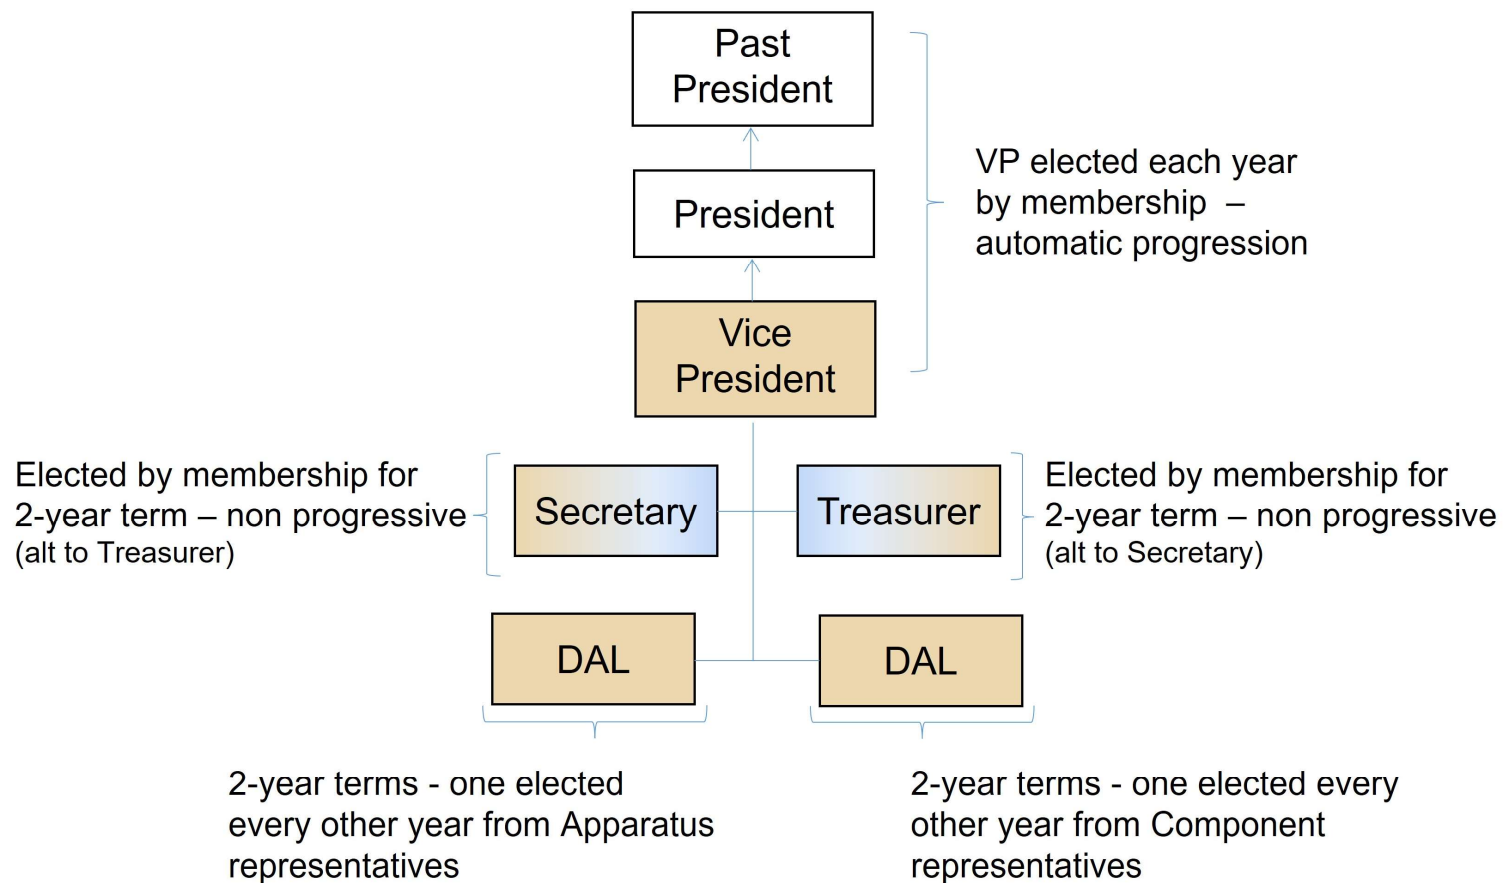 Past
President
President
VP elected each year
by membership –
automatic progression
Vice
President
Elected by membership for
2-year term – non progressive
(alt to Treasurer)
Secretary
Treasurer
Elected by membership for
2-year term – non progressive
(alt to Secretary)
DAL
DAL
2-year terms - one elected
every other year from Apparatus
representatives
2-year terms - one elected every
other year from Component
representatives